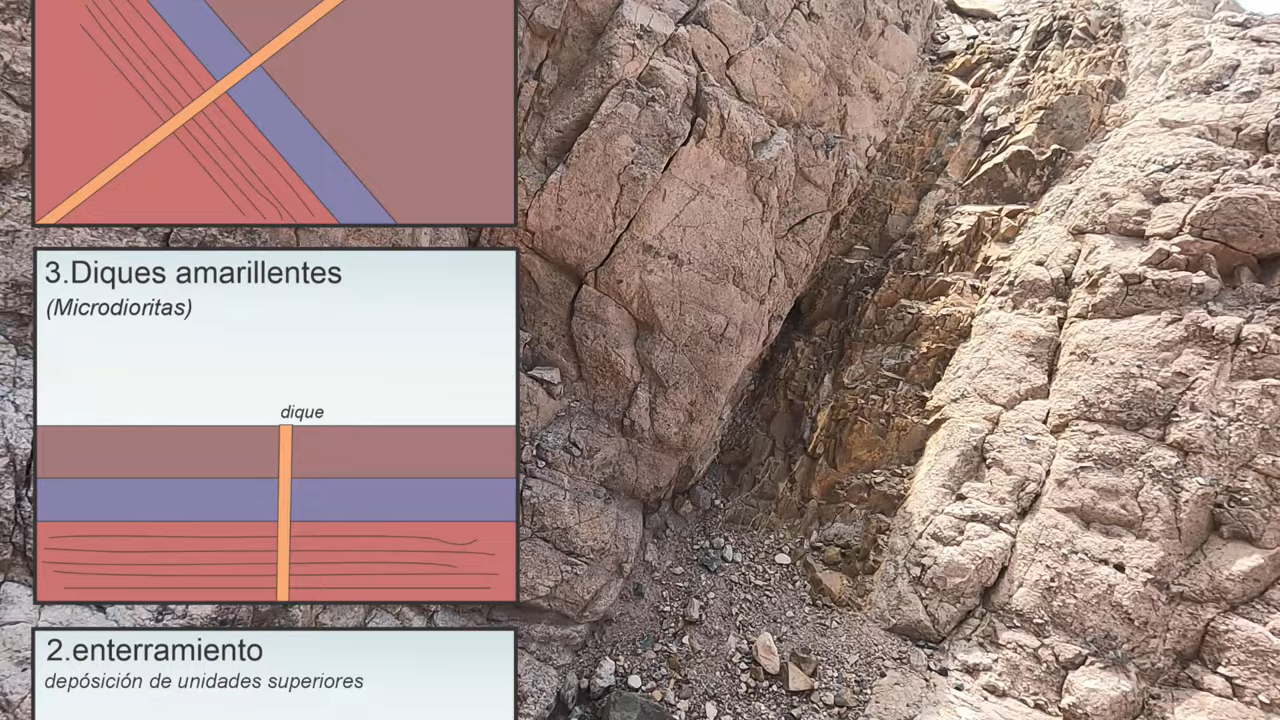 3.Diques amarillentes
(Microdioritas)
dique
2.enterramiento
depósición de unidades superiores